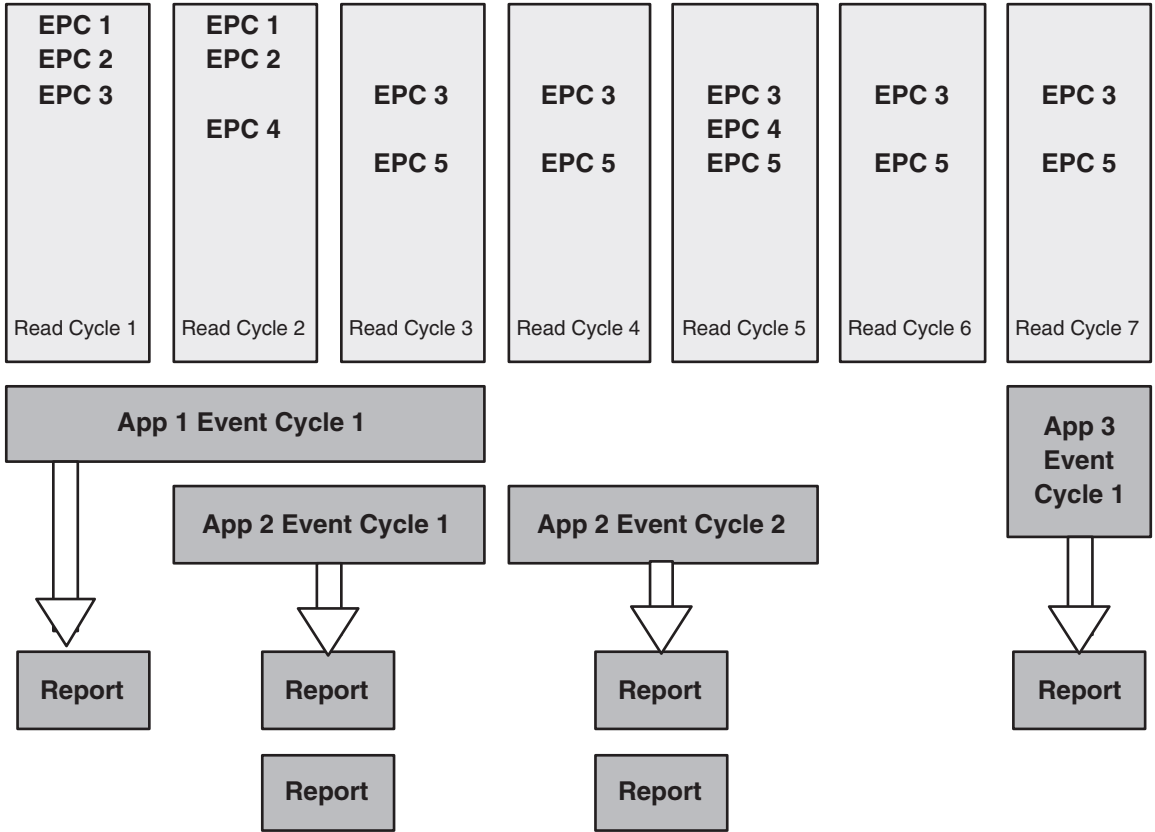 EPC 1
EPC 2
EPC 3
Read Cycle 1
EPC 1
EPC 2
EPC 4
Read Cycle 2
EPC 3
EPC 5
Read Cycle 3
EPC 3
EPC 5
Read Cycle 4
EPC 3
EPC 4
EPC 5
Read Cycle 5
EPC 3
EPC 5
Read Cycle 6
EPC 3
EPC 5
Read Cycle 7
App 1 Event Cycle 1
App 2 Event Cycle 1
App 2 Event Cycle 2
App 3
Event
Cycle 1
Report
Report
Report
Report
Report
Report